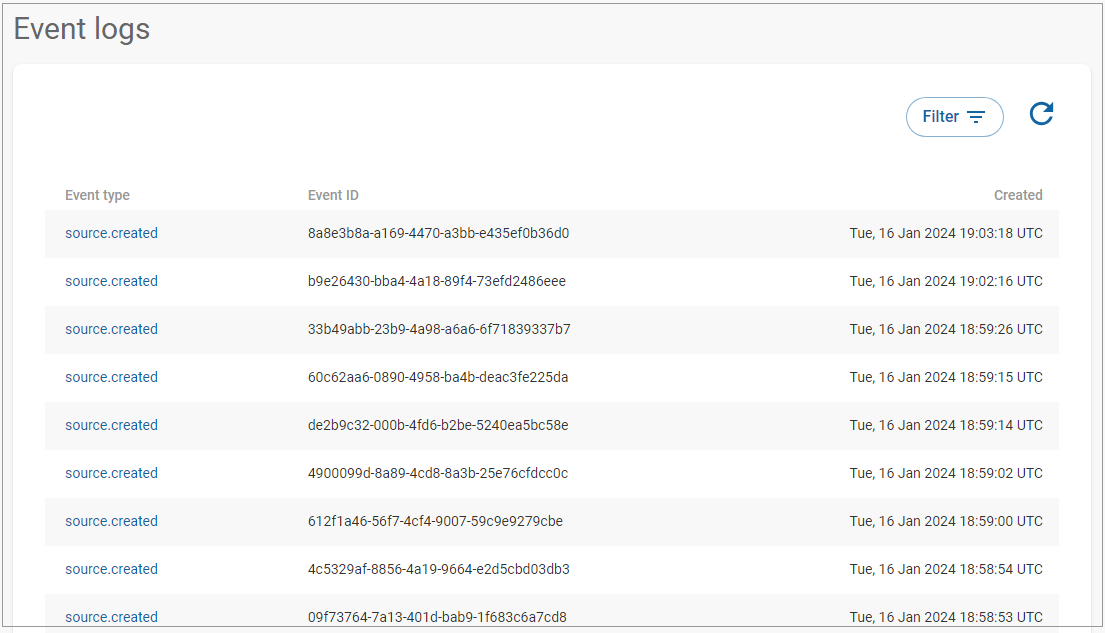 Event logs
Filter
Event type Event ID Created
source.created 8a8e3b8a-a169-4470-a3bb-e435ef0b36d0 Tue, 16 Jan 2024 19:03:18 UTC
source.created b9e26430-bba4-4a18-89f4-73efd2486eee Tue, 16 Jan 2024 19:02:16 UTC
source.created 33b49abb-23b9-4a98-a6a6-6f71839337b7 Tue, 16 Jan 2024 18:59:26 UTC
source.created 60c62aa6-0890-4958-ba4b-deac3fe225da Tue, 16 Jan 2024 18:59:15 UTC
source.created de2b9c32-000b-4fd6-b2be-5240ea5bc58e Tue, 16 Jan 2024 18:59:14 UTC
source.created 4900099d-8a89-4cd8-8a3b-25e76cfdcc0c Tue, 16 Jan 2024 18:59:02 UTC
source.created 612f1a46-56f7-4cf4-9007-59c9e9279cbe Tue, 16 Jan 2024 18:59:00 UTC
source.created 4c5329af-8856-4a19-9664-e2d5cbd03db3 Tue, 16 Jan 2024 18:58:54 UTC
source.created 09f73764-7a13-401d-bab9-1f683c6a7cd8 Tue, 16 Jan 2024 18:58:53 UTC